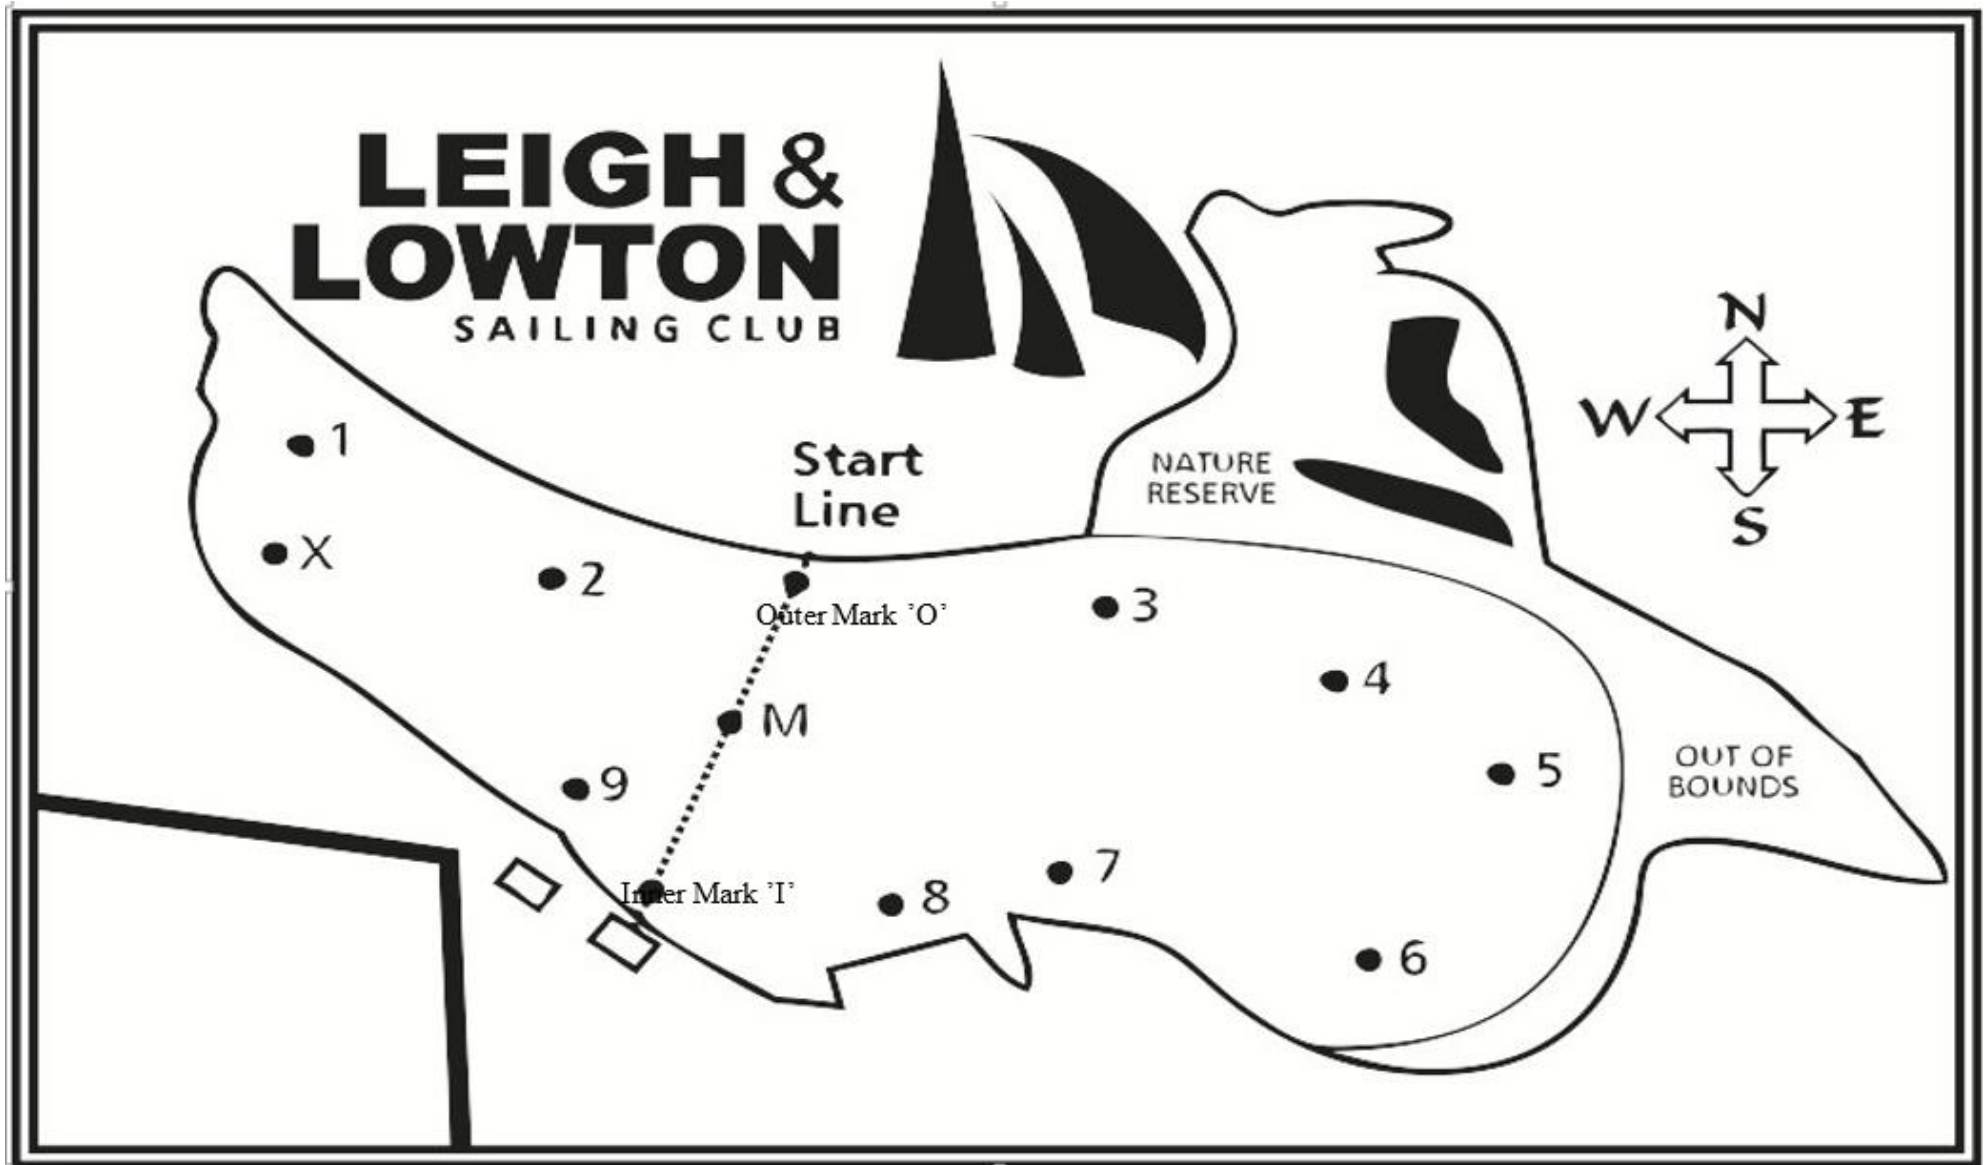 LEIGH &
LOWTON
SAILING CLUB
N
W
E
S
1
X
2
Start
Line
Outer Mark 'O'
NATURE
RESERVE
3
4
M
5
OUT OF
BOUNDS
9
Inner Mark 'I'
8
7
6